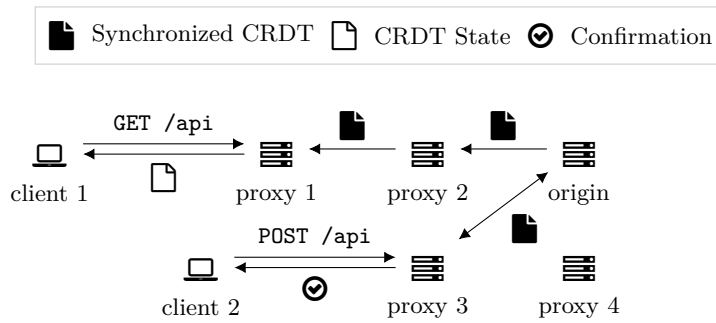 Synchronized CRDT CRDT State Confirmation
GET /api
client 1 proxy 1 proxy 2 origin
POST /api
client 2 proxy 3 proxy 4